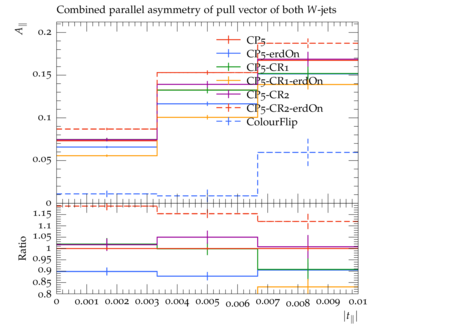 Combined parallel asymmetry of pull vector of both W-jets
A∥
0.2
0.15
0.1
0.05
0
CP5
CP5-erdOn
CP5-CR1
CP5-CR1-erdOn
CP5-CR2
CP5-CR2-erdOn
ColourFlip
Ratio
1.15
1.1
1.05
1
0.95
0.9
0.85
0.8
0 0.001 0.002 0.003 0.004 0.005 0.006 0.007 0.008 0.009 0.01
|t∥|